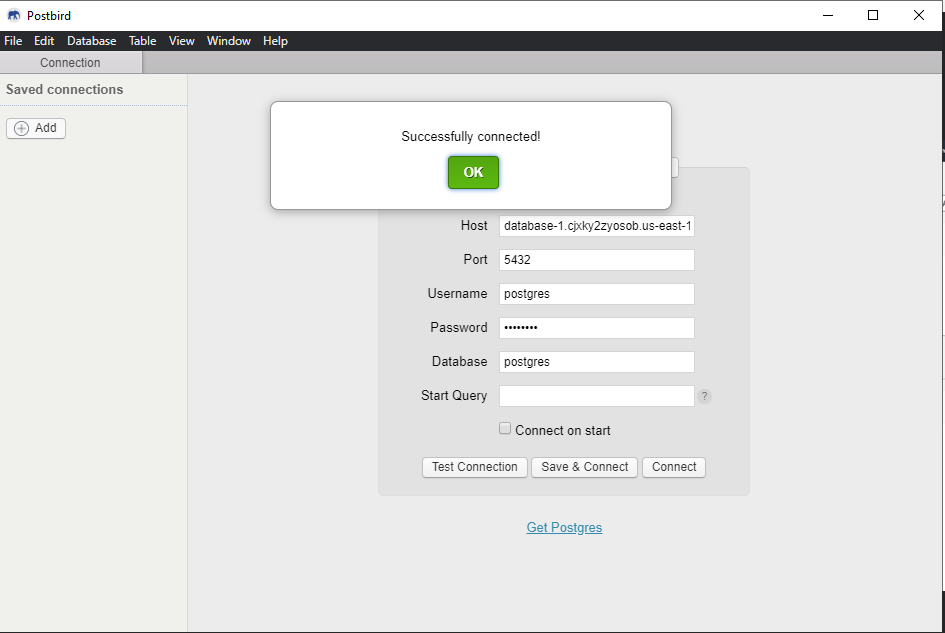 Postbird
File Edit Database Table View Window Help
Connection
Saved connections
Add
Successfully connected!
OK
Host database-1.cjxky2zyosob.us-east-1
Port 5432
Username postgres
Password ••••••••
Database postgres
Start Query ?
Connect on start
Test Connection Save & Connect Connect
Get Postgres